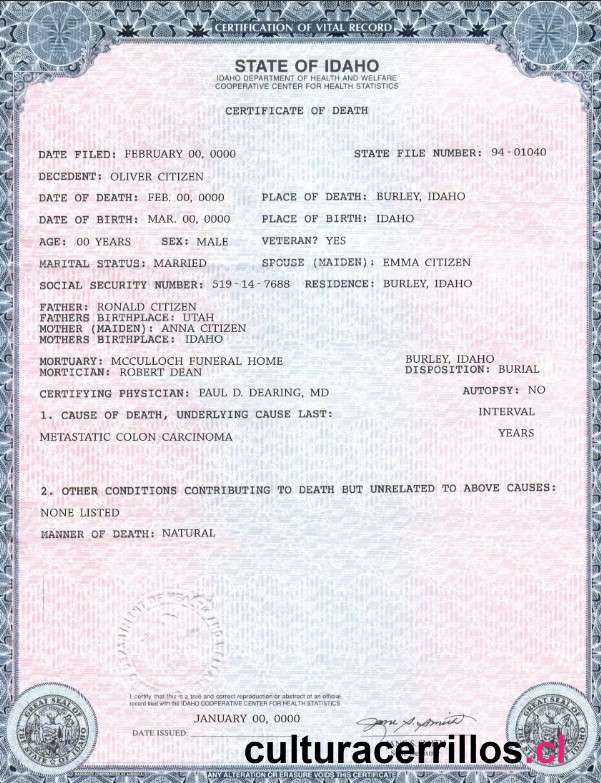 CERTIFICATION OF VITAL RECORD
STATE OF IDAHO
IDAHO DEPARTMENT OF HEALTH AND WELFARE
COOPERATIVE CENTER FOR HEALTH STATISTICS
CERTIFICATE OF DEATH
DATE FILED: FEBRUARY 00, 0000 STATE FILE NUMBER: 94-01040
DECEDENT: OLIVER CITIZEN
DATE OF DEATH: FEB. 00, 0000 PLACE OF DEATH: BURLEY, IDAHO
DATE OF BIRTH: MAR. 00, 0000 PLACE OF BIRTH: IDAHO
AGE: 00 YEARS SEX: MALE VETERAN? YES
MARITAL STATUS: MARRIED SPOUSE (MAIDEN): EMMA CITIZEN
SOCIAL SECURITY NUMBER: 519-14-7688 RESIDENCE: BURLEY, IDAHO
FATHER: RONALD CITIZEN
FATHERS BIRTHPLACE: UTAH
MOTHER (MAIDEN): ANNA CITIZEN
MOTHERS BIRTHPLACE: IDAHO
MORTUARY: MCCULLOCH FUNERAL HOME BURLEY, IDAHO
MORTICIAN: ROBERT DEAN DISPOSITION: BURIAL
CERTIFYING PHYSICIAN: PAUL D. DEARING, MD AUTOPSY: NO
1. CAUSE OF DEATH, UNDERLYING CAUSE LAST: INTERVAL
METASTATIC COLON CARCINOMA YEARS
2. OTHER CONDITIONS CONTRIBUTING TO DEATH BUT UNRELATED TO ABOVE CAUSES:
NONE LISTED
MANNER OF DEATH: NATURAL
I certify that this is a true and correct reproduction or abstract of an official
record filed with the IDAHO COOPERATIVE CENTER FOR HEALTH STATISTICS
JANUARY 00, 0000
DATE ISSUED
culturacerrillos.cl
GREAT SEAL OF
STATE OF IDAHO
GREAT SEAL OF
ANY ALTERATION OR ERASURE VOIDS THIS CERTIFICATE